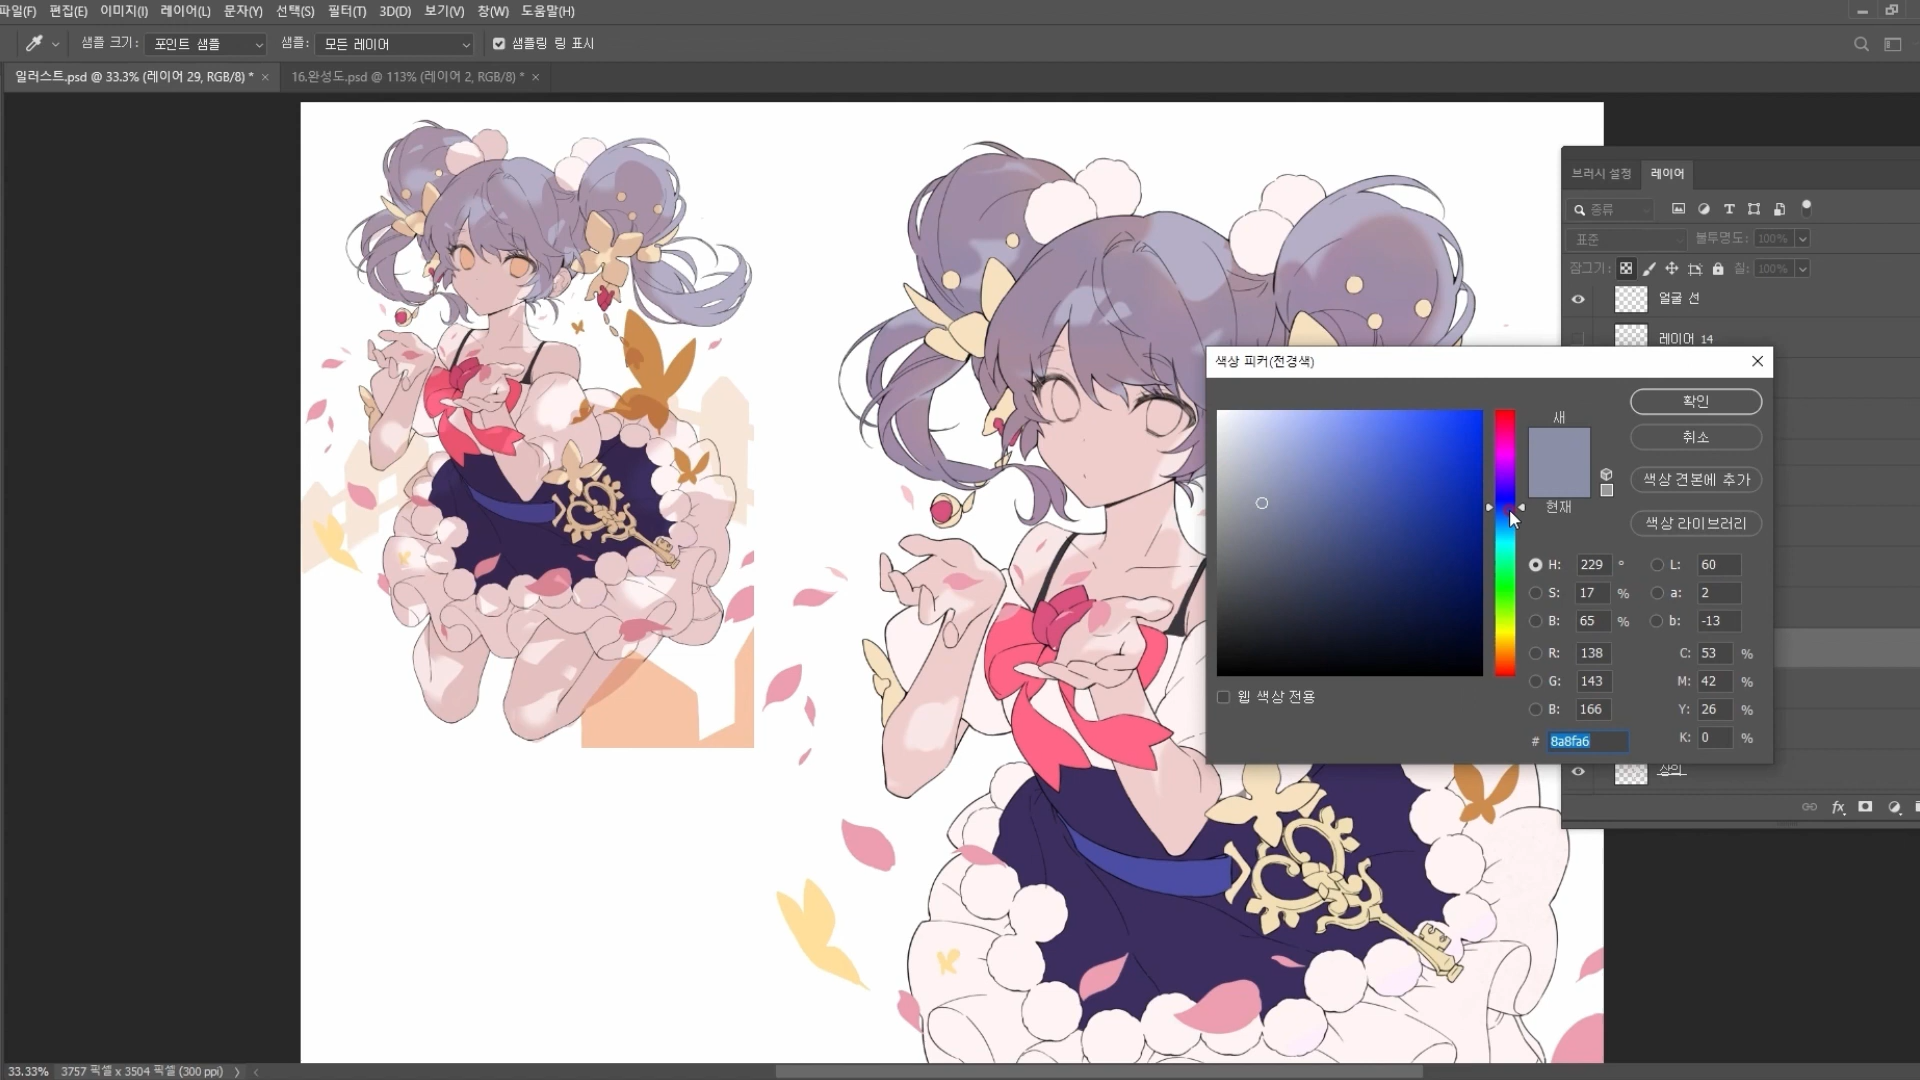 파일(F) 편집(E) 이미지(I) 레이어(L) 문자(Y) 선택(S) 필터(T) 3D(D) 보기(V) 창(W) 도움말(H)
샘플 크기: 포인트 샘플 샘플: 모든 레이어 샘플링 링 표시
일러스트.psd @ 33.3% (레이어 29, RGB/8) * × 16.완성도.psd @ 113% (레이어 2, RGB/8) * ×
브러시 설정 레이어
종류
표준 불투명도: 100%
잠그기: 칠: 100%
얼굴 선
레이어 14
색상 피커(전경색)
새
현재
확인
취소
색상 견본에 추가
색상 라이브러리
H: 229 ° L: 60
S: 17 % a: 2
B: 65 % b: -13
R: 138 C: 53 %
G: 143 M: 42 %
B: 166 Y: 26 %
# 8a8fa6 K: 0 %
웹 색상 전용
상의
fx
33.33% 3757 픽셀 x 3504 픽셀 (300 ppi)